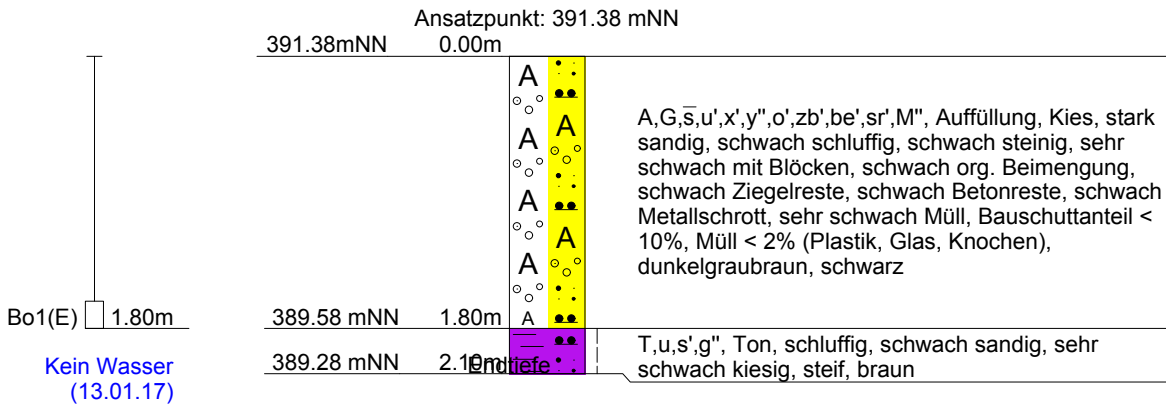 Ansatzpunkt: 391.38 mNN
391.38mNN 0.00m
A A
A A
A A
A
A
A,G,s̅,u',x',y'',o',zb',be',sr',M'', Auffüllung, Kies, stark
sandig, schwach schluffig, schwach steinig, sehr
schwach mit Blöcken, schwach org. Beimengung,
schwach Ziegelreste, schwach Betonreste, schwach
Metallschrott, sehr schwach Müll, Bauschuttanteil <
10%, Müll < 2% (Plastik, Glas, Knochen),
dunkelgraubraun, schwarz
Bo1(E) 1.80m
389.58 mNN 1.80m
Kein Wasser
(13.01.17)
389.28 mNN 2.10m
Endtiefe
T,u,s',g'', Ton, schluffig, schwach sandig, sehr
schwach kiesig, steif, braun